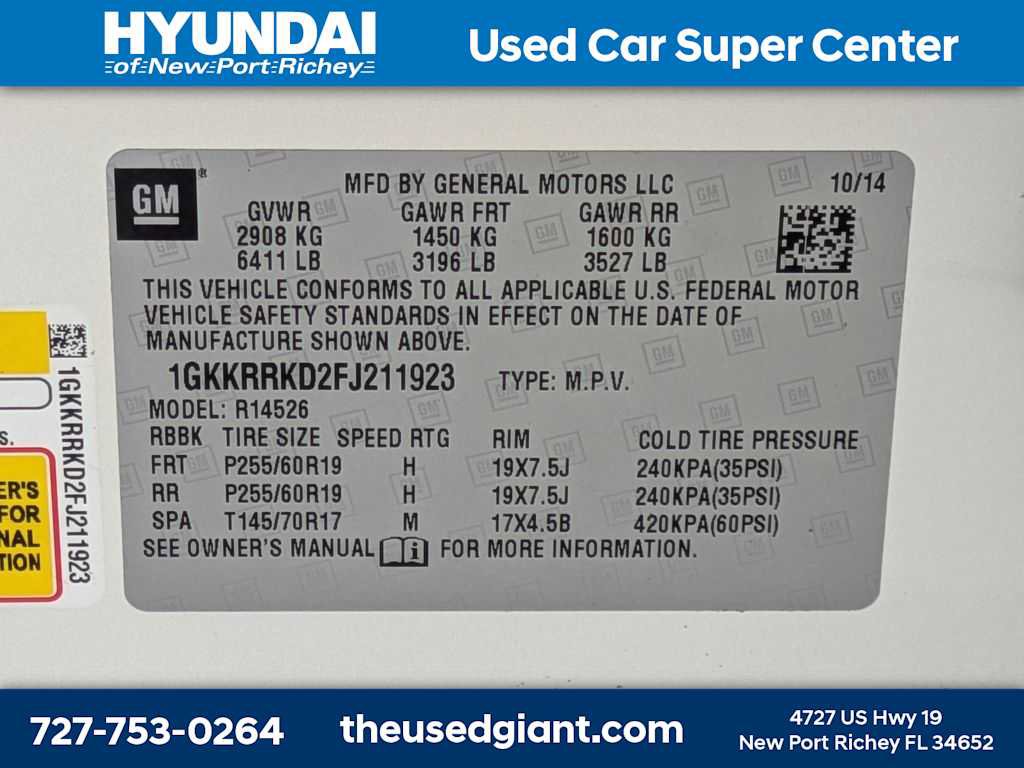 HYUNDAI
of New Port Richey
Used Car Super Center
GM
®
MFD BY GENERAL MOTORS LLC 10/14
GVWR GAWR FRT GAWR RR
2908 KG 1450 KG 1600 KG
6411 LB 3196 LB 3527 LB
THIS VEHICLE CONFORMS TO ALL APPLICABLE U.S. FEDERAL MOTOR
VEHICLE SAFETY STANDARDS IN EFFECT ON THE DATE OF
MANUFACTURE SHOWN ABOVE.
1GKKRRKD2FJ211923 TYPE: M.P.V.
MODEL: R14526
RBBK TIRE SIZE SPEED RTG RIM COLD TIRE PRESSURE
FRT P255/60R19 H 19X7.5J 240KPA(35PSI)
RR P255/60R19 H 19X7.5J 240KPA(35PSI)
SPA T145/70R17 M 17X4.5B 420KPA(60PSI)
SEE OWNER'S MANUAL i FOR MORE INFORMATION.
1GKKRRKD2FJ211923
S.
ER'S
FOR
NAL
TION
727-753-0264
theusedgiant.com
4727 US Hwy 19
New Port Richey FL 34652